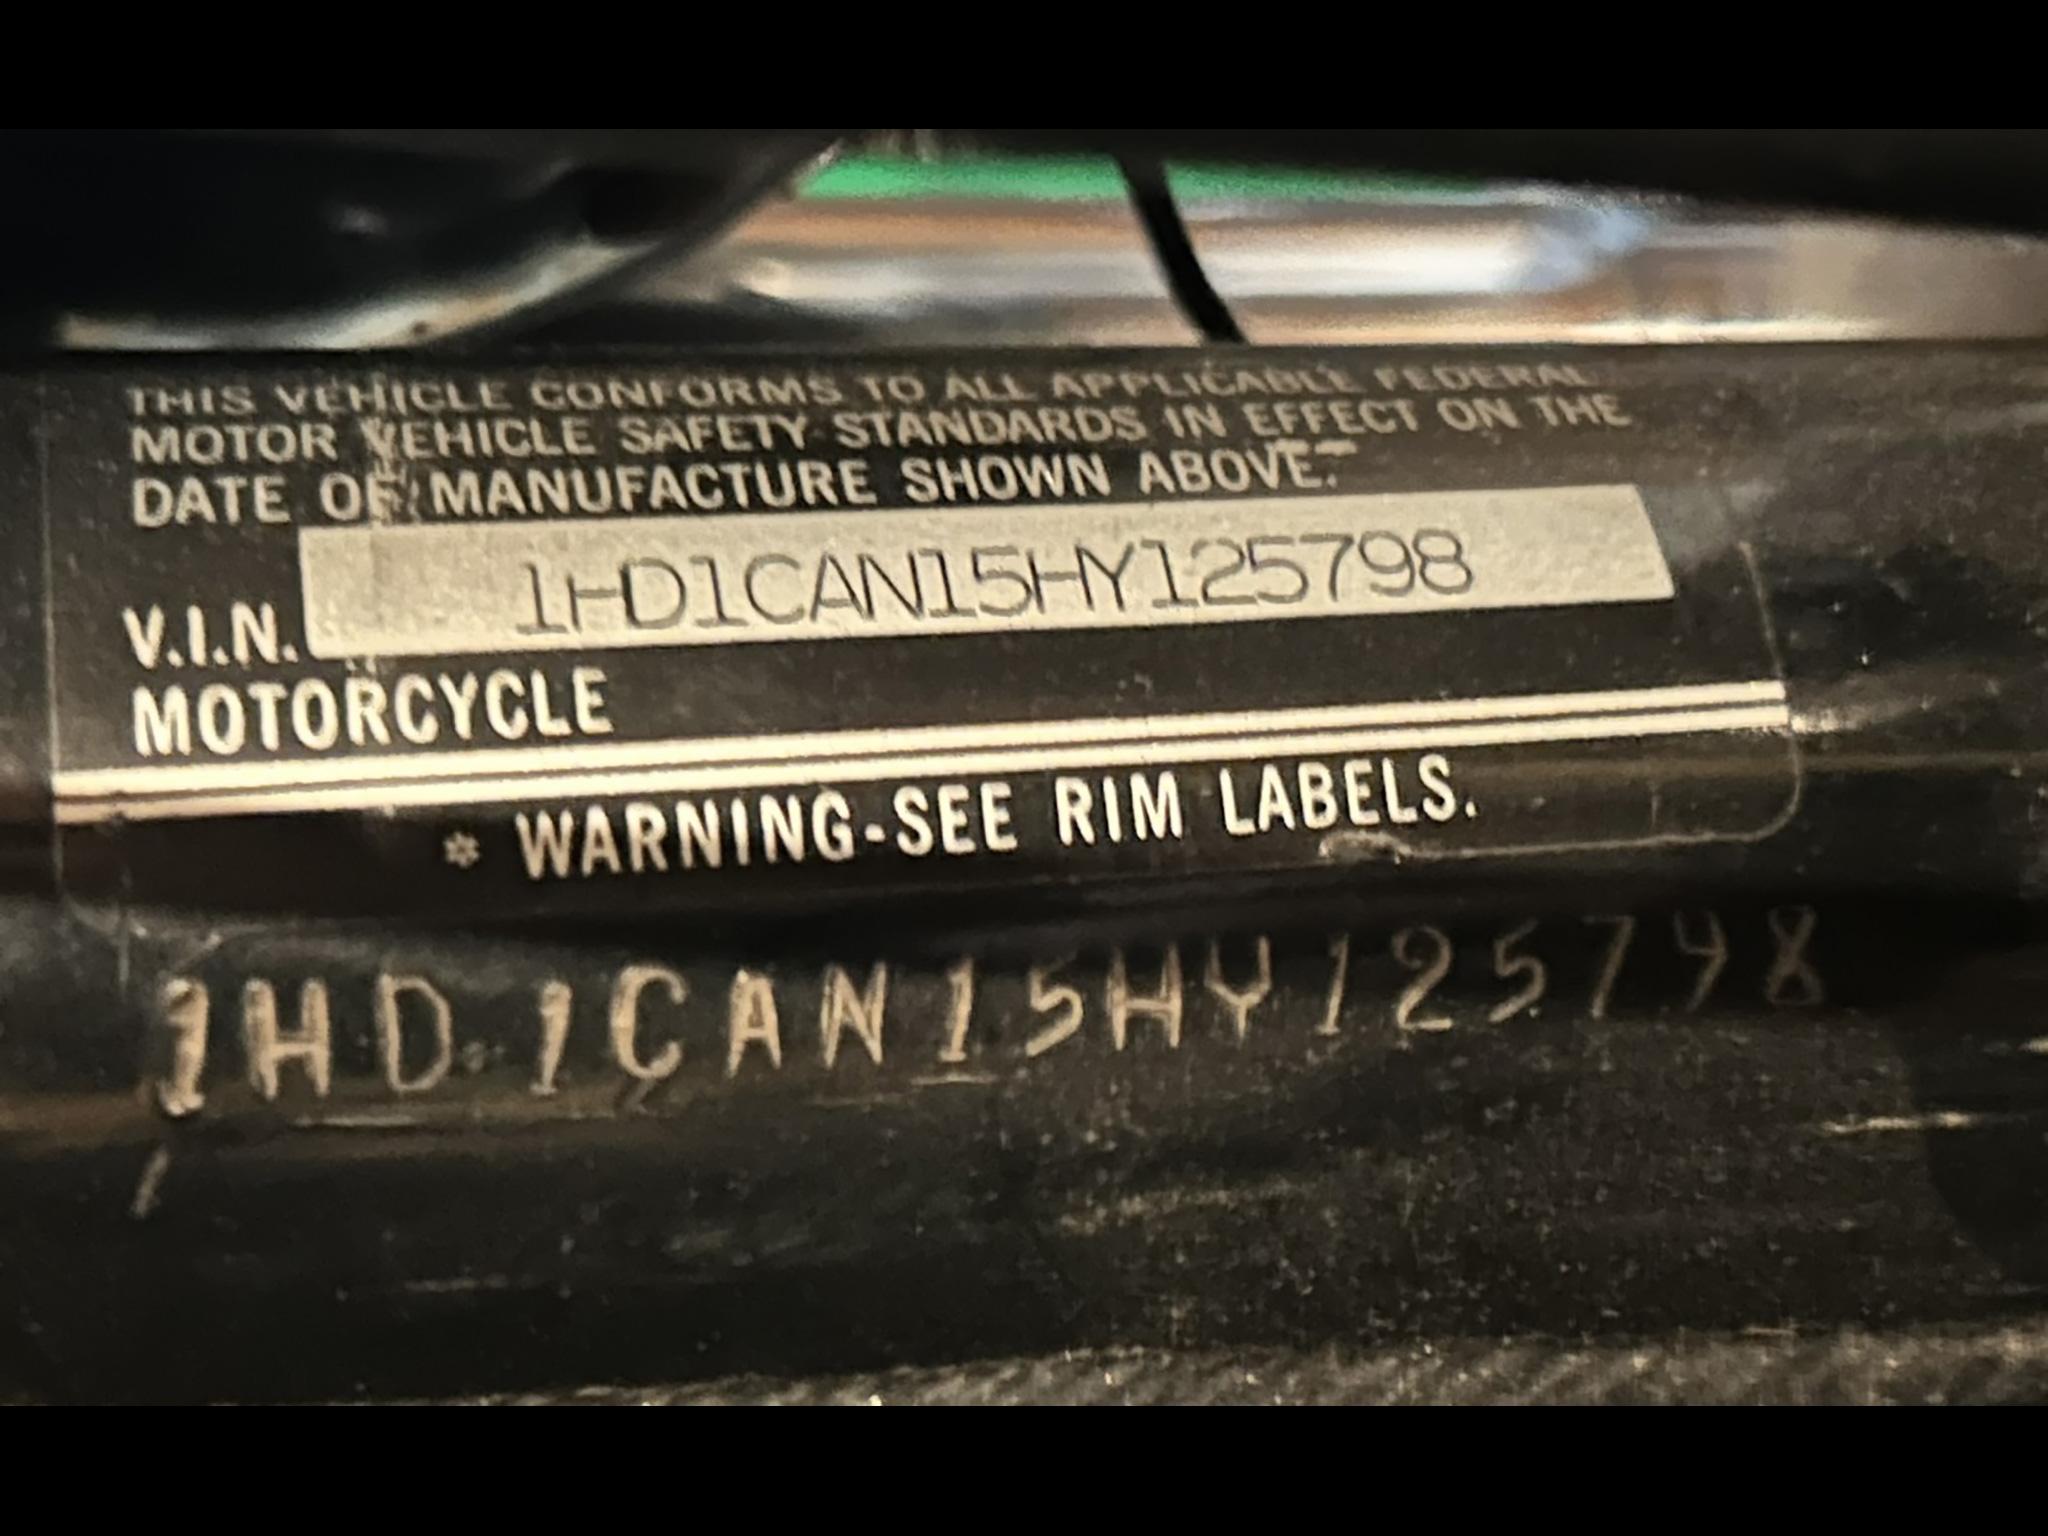 THIS VEHICLE CONFORMS TO ALL APPLICABLE FEDERAL
MOTOR VEHICLE SAFETY STANDARDS IN EFFECT ON THE
DATE OF MANUFACTURE SHOWN ABOVE.
V.I.N. 1HD1CAN15HY125798
MOTORCYCLE
* WARNING-SEE RIM LABELS.
1HD1CAN15HY125798